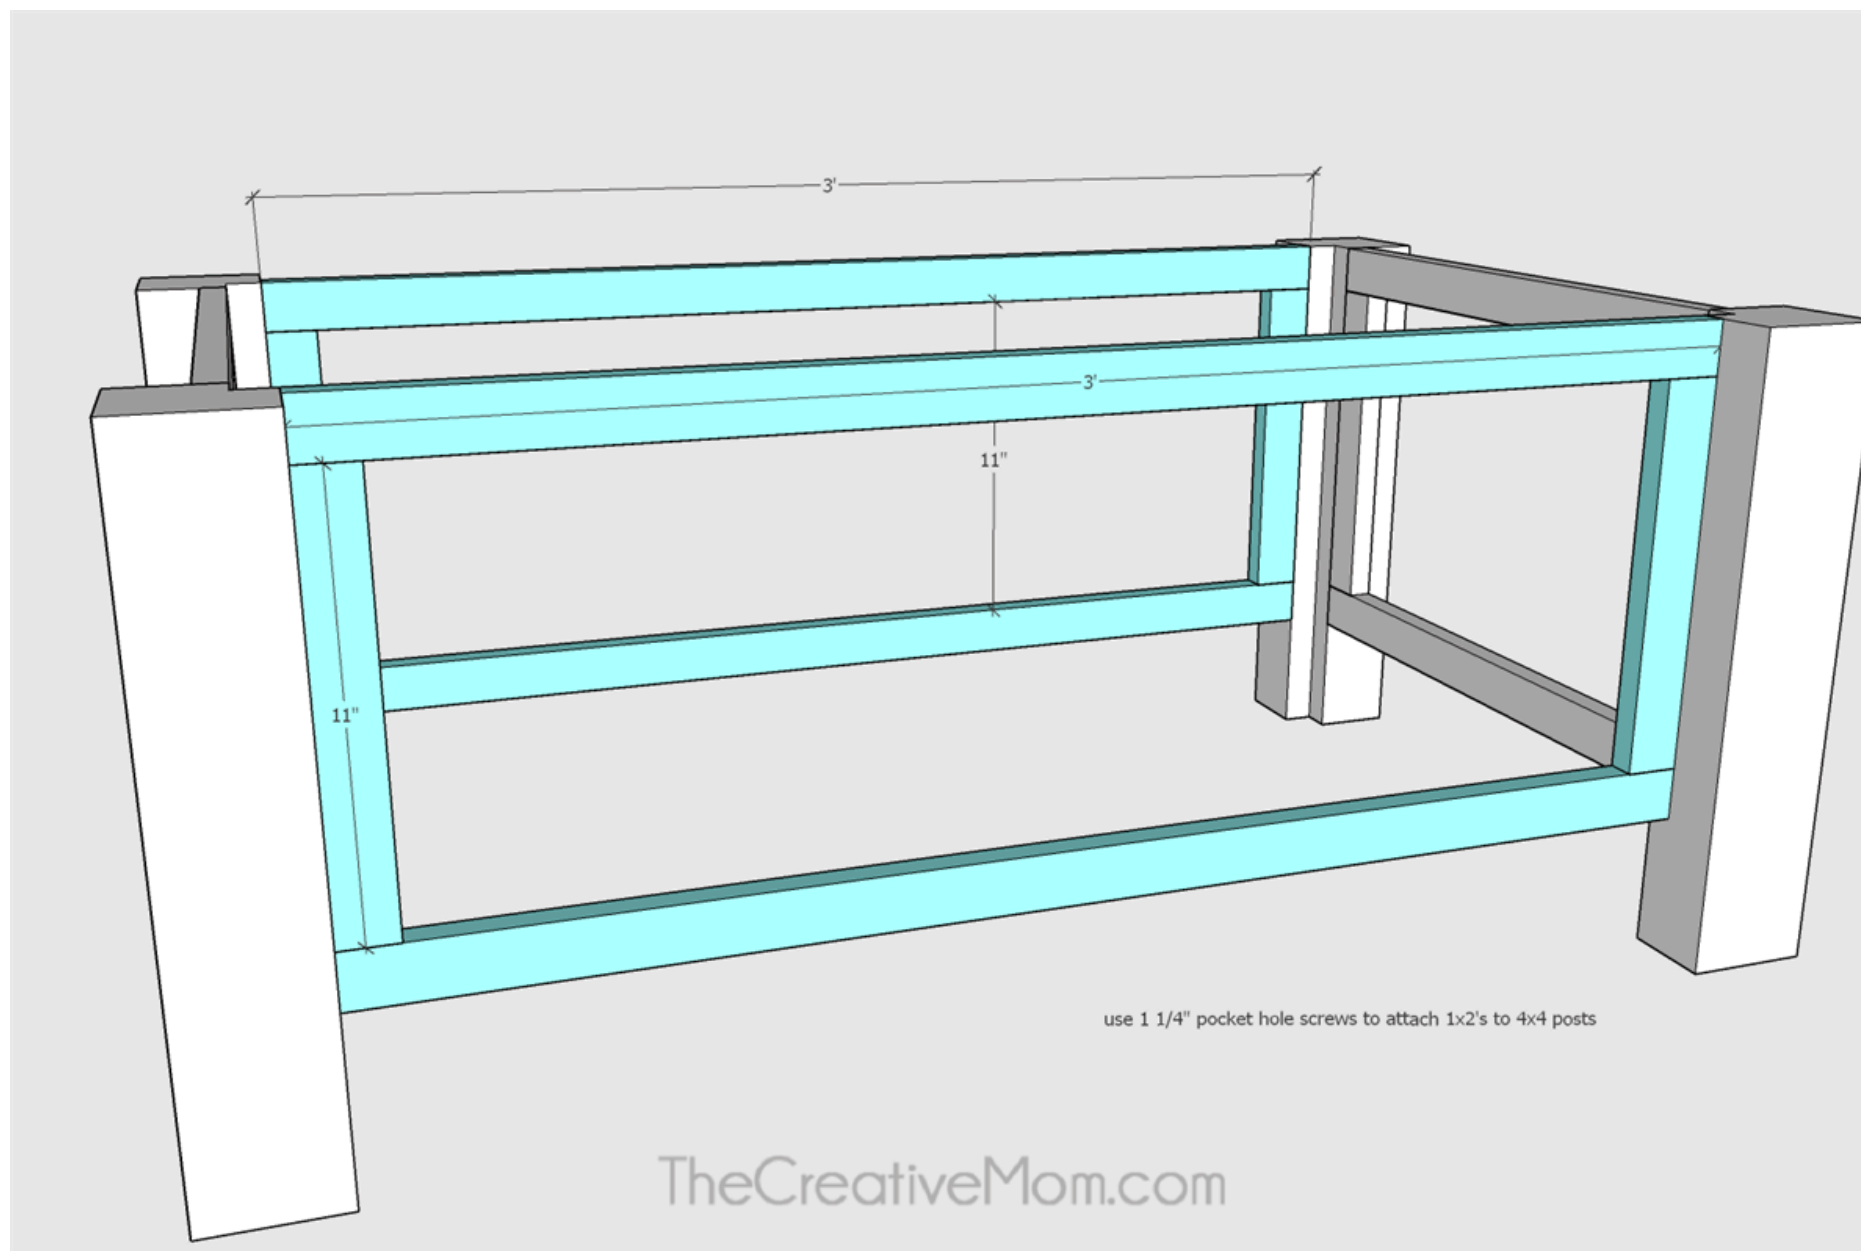 3'
3'
11"
11"
use 1 1/4" pocket hole screws to attach 1x2's to 4x4 posts
TheCreativeMom.com